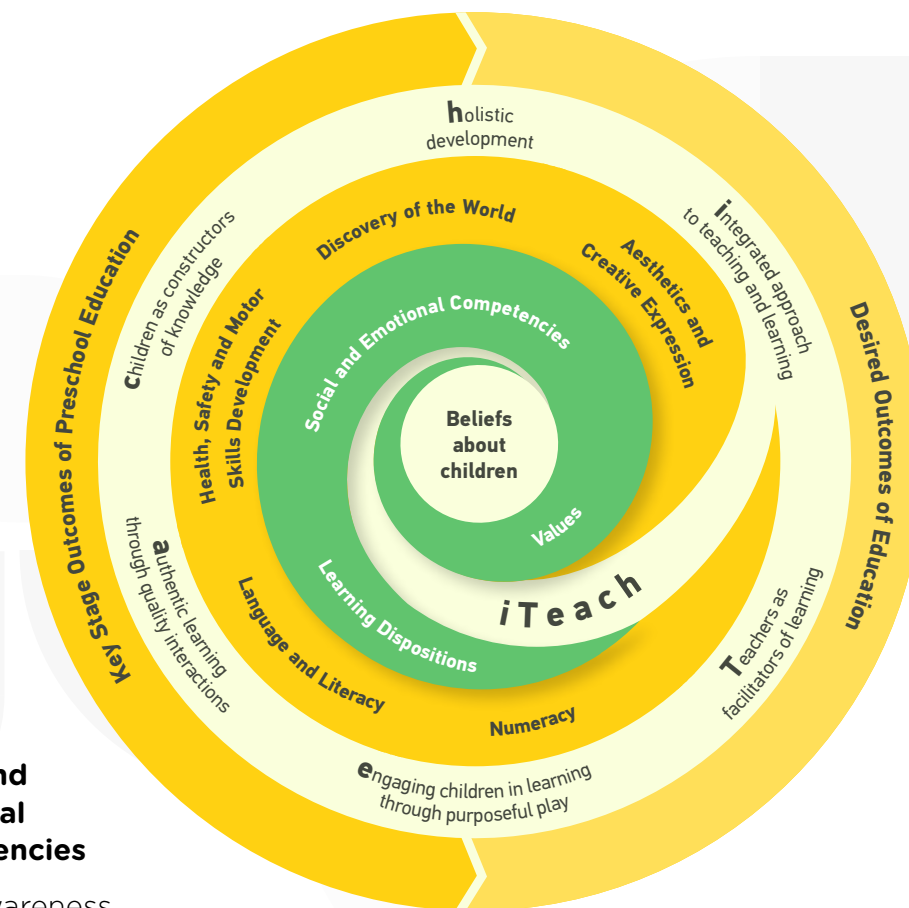 Key Stage Outcomes of Preschool Education
Desired Outcomes of Education
holistic
development
integrated approach
to teaching and learning
Teachers as
facilitators of learning
engaging children in learning
through purposeful play
authentic learning
through quality interactions
Children as constructors
of knowledge
Discovery of the World
Aesthetics and
Creative Expression
Health, Safety and Motor
Skills Development
Language and Literacy
Numeracy
Social and Emotional Competencies
Learning Dispositions
Values
iTeach
Beliefs
about
children